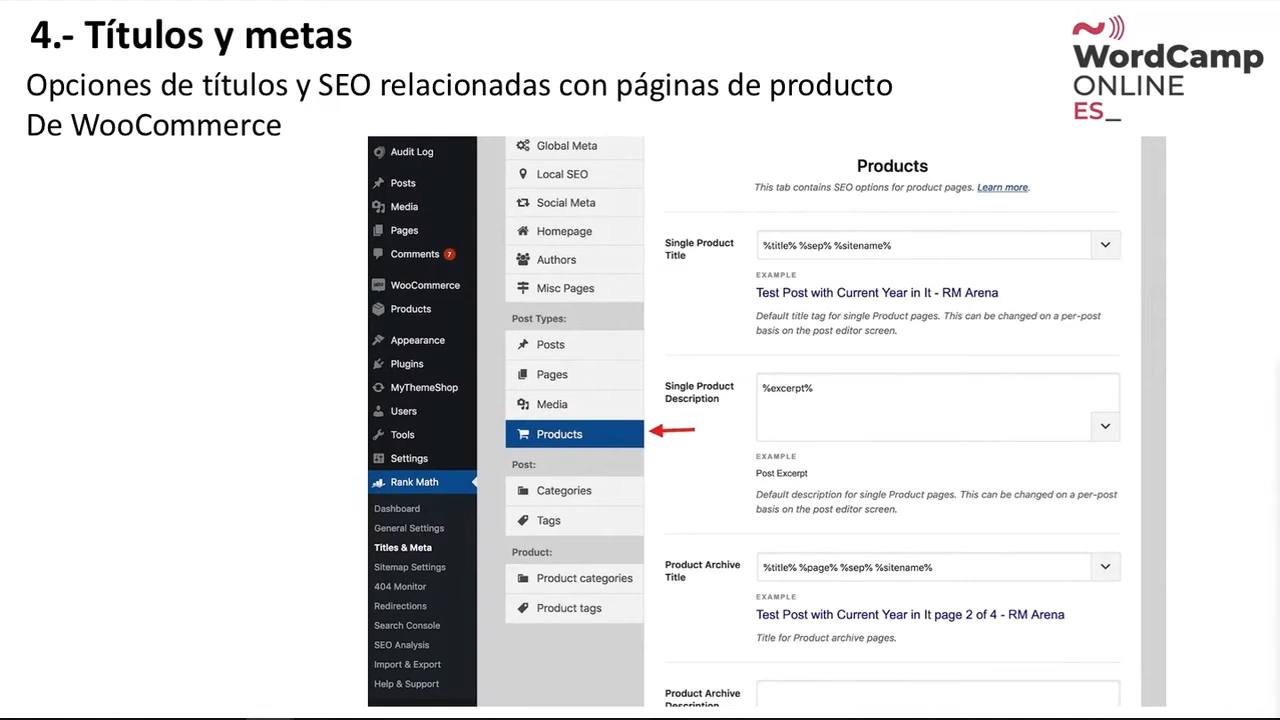 4.- Títulos y metas
Opciones de títulos y SEO relacionadas con páginas de producto
De WooCommerce
WordCamp
ONLINE
ES_
Audit Log
Posts
Media
Pages
Comments 7
WooCommerce
Products
Appearance
Plugins
MyThemeShop
Users
Tools
Settings
Rank Math
Dashboard
General Settings
Titles & Meta
Sitemap Settings
404 Monitor
Redirections
Search Console
SEO Analysis
Import & Export
Help & Support
Global Meta
Local SEO
Social Meta
Homepage
Authors
Misc Pages
Post Types:
Posts
Pages
Media
Products
Post:
Categories
Tags
Product:
Product categories
Product tags
Products
This tab contains SEO options for product pages. Learn more.
Single Product
Title
%title% %sep% %sitename%
EXAMPLE
Test Post with Current Year in It - RM Arena
Default title tag for single Product pages. This can be changed on a per-post
basis on the post editor screen.
Single Product
Description
%excerpt%
EXAMPLE
Post Excerpt
Default description for single Product pages. This can be changed on a per-post
basis on the post editor screen.
Product Archive
Title
%title% %page% %sep% %sitename%
EXAMPLE
Test Post with Current Year in It page 2 of 4 - RM Arena
Title for Product archive pages.
Product Archive
Description